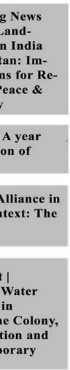 g News
Land-
n India
tan: Im-
ns for Re-
Peace &
y
A year
on of
Alliance in
ntext: The
t |
Water
in
ne Colony,
tion and
porary